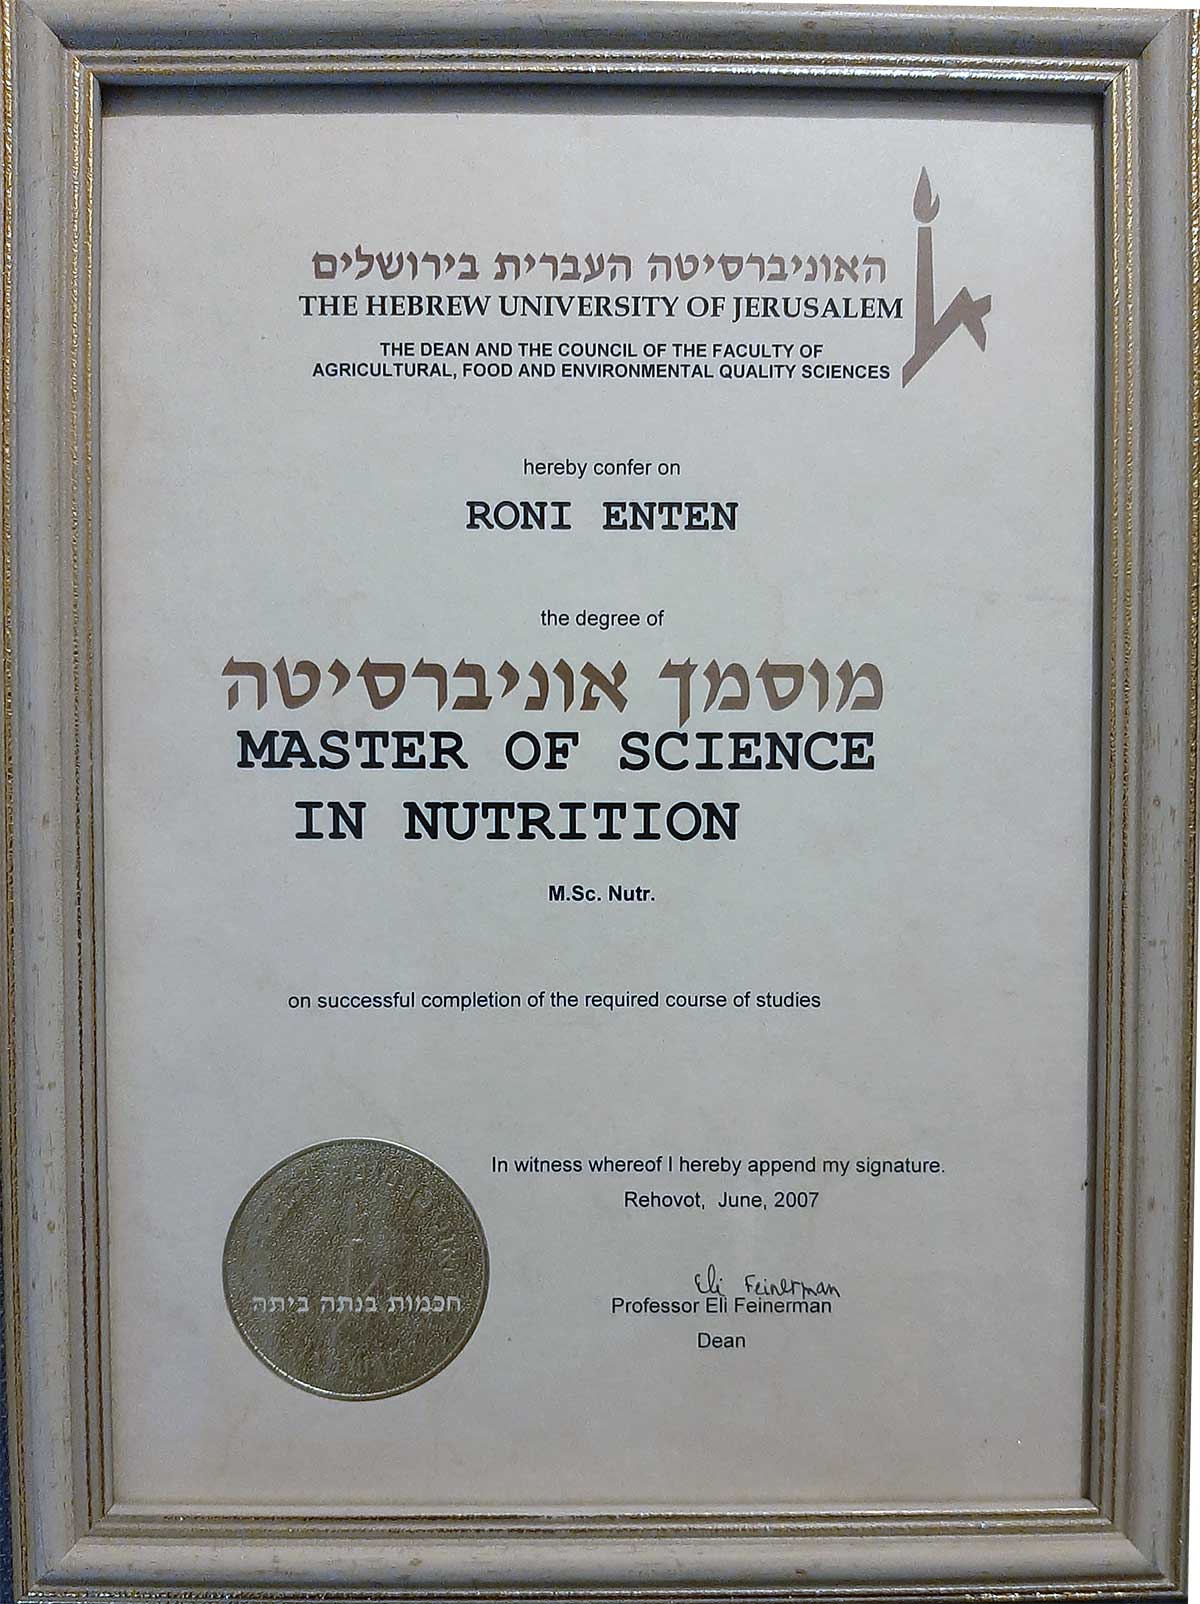 האוניברסיטה העברית בירושלים
THE HEBREW UNIVERSITY OF JERUSALEM
THE DEAN AND THE COUNCIL OF THE FACULTY OF
AGRICULTURAL, FOOD AND ENVIRONMENTAL QUALITY SCIENCES
hereby confer on
RONI ENTEN
the degree of
מוסמך אוניברסיטה
MASTER OF SCIENCE
IN NUTRITION
M.Sc. Nutr.
on successful completion of the required course of studies
In witness whereof I hereby append my signature.
Rehovot, June, 2007
חכמות בנתה ביתה
Eli Feinerman
Professor Eli Feinerman
Dean